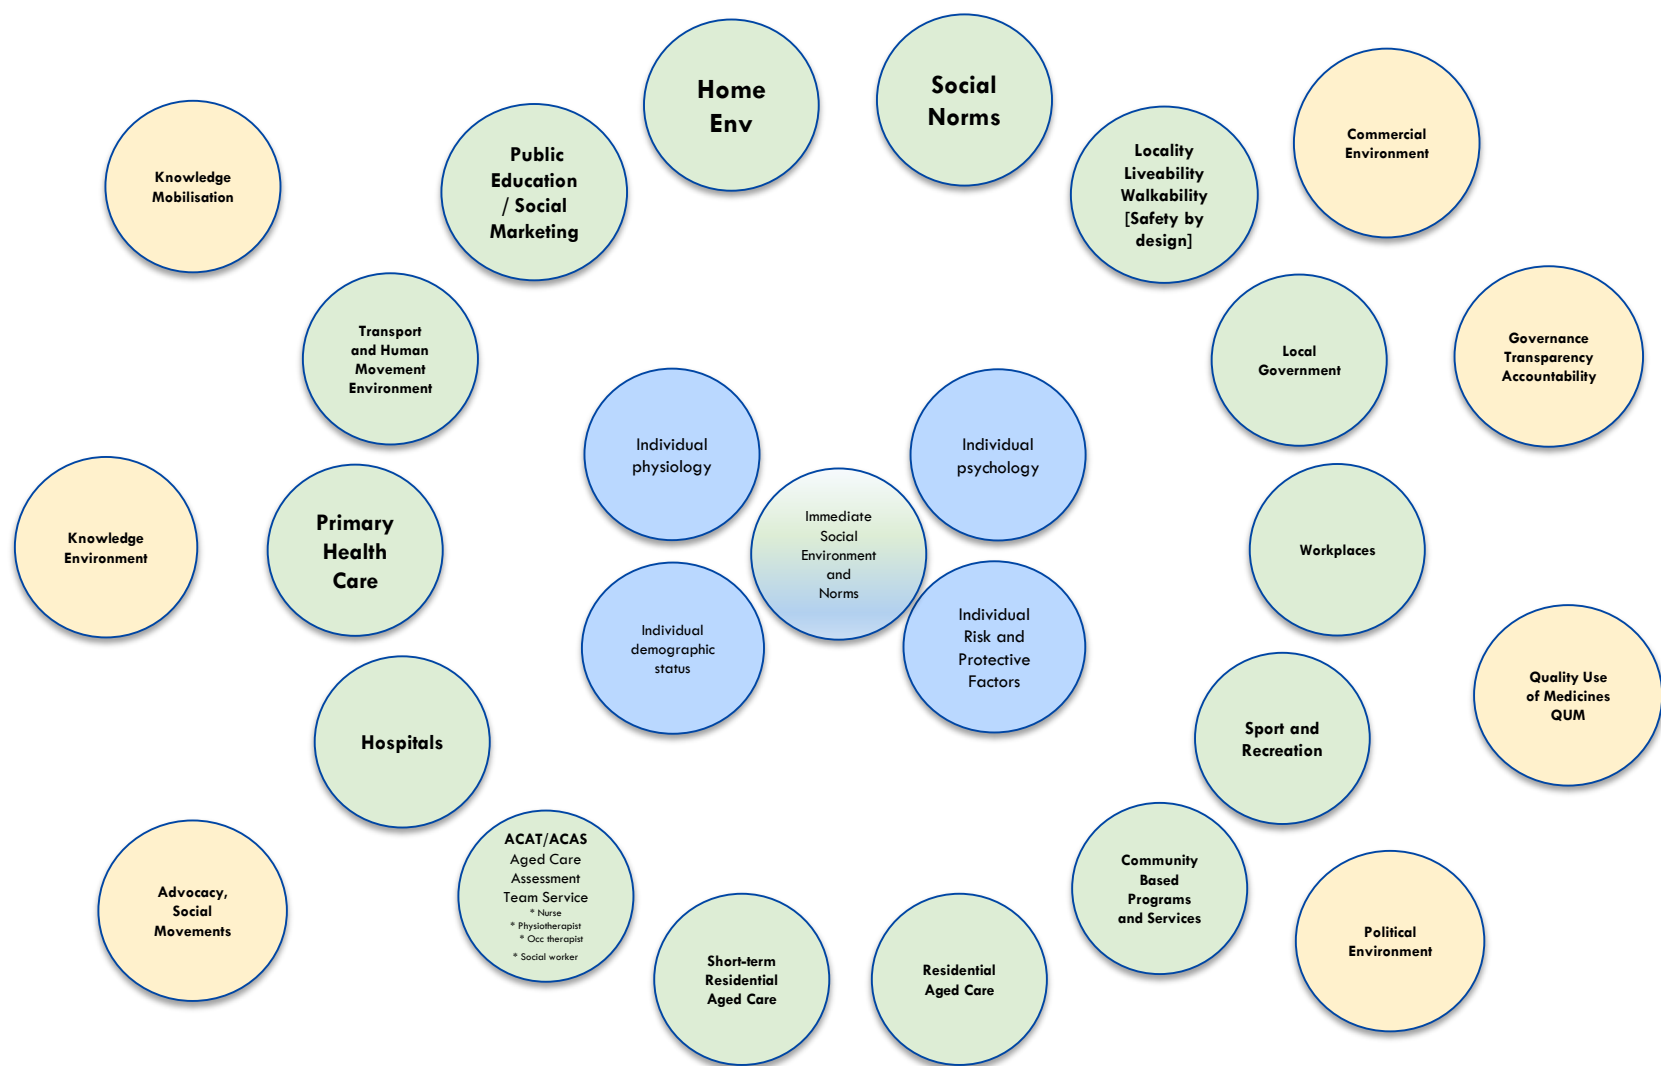 Home
Env
Social
Norms
Commercial
Environment
Locality
Liveability
Walkability
[Safety by
design]
Public
Education
/ Social
Marketing
Knowledge
Mobilisation
Transport
and Human
Movement
Environment
Local
Government
Governance
Transparency
Accountability
Individual
physiology
Individual
psychology
Immediate
Social
Environment
and
Norms
Primary
Health
Care
Knowledge
Environment
Workplaces
Individual
demographic
status
Individual
Risk and
Protective
Factors
Quality Use
of Medicines
QUM
Hospitals
Sport and
Recreation
ACAT/ACAS
Aged Care
Assessment
Team Service
* Nurse
* Physiotherapist
* Occ therapist
* Social worker
Advocacy,
Social
Movements
Community
Based
Programs
and Services
Political
Environment
Short-term
Residential
Aged Care
Residential
Aged Care